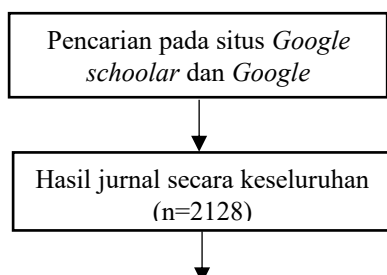 Pencarian pada situs Google
schoolar dan Google
Hasil jurnal secara keseluruhan
(n=2128)